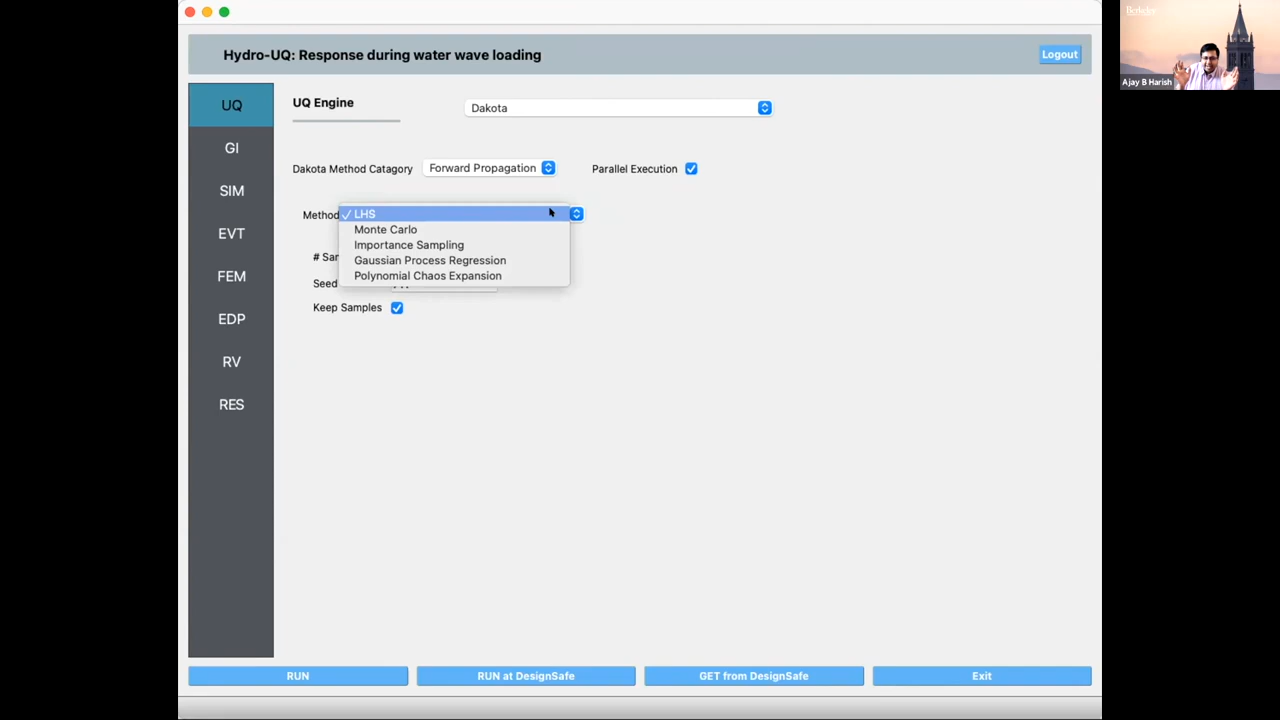 Hydro-UQ: Response during water wave loading
Logout
Berkeley
Ajay B Harish
UQ
GI
SIM
EVT
FEM
EDP
RV
RES
UQ Engine
Dakota
Dakota Method Catagory
Forward Propagation
Parallel Execution
Method
✓ LHS
Monte Carlo
Importance Sampling
Gaussian Process Regression
Polynomial Chaos Expansion
# Sam
Seed
Keep Samples
RUN
RUN at DesignSafe
GET from DesignSafe
Exit